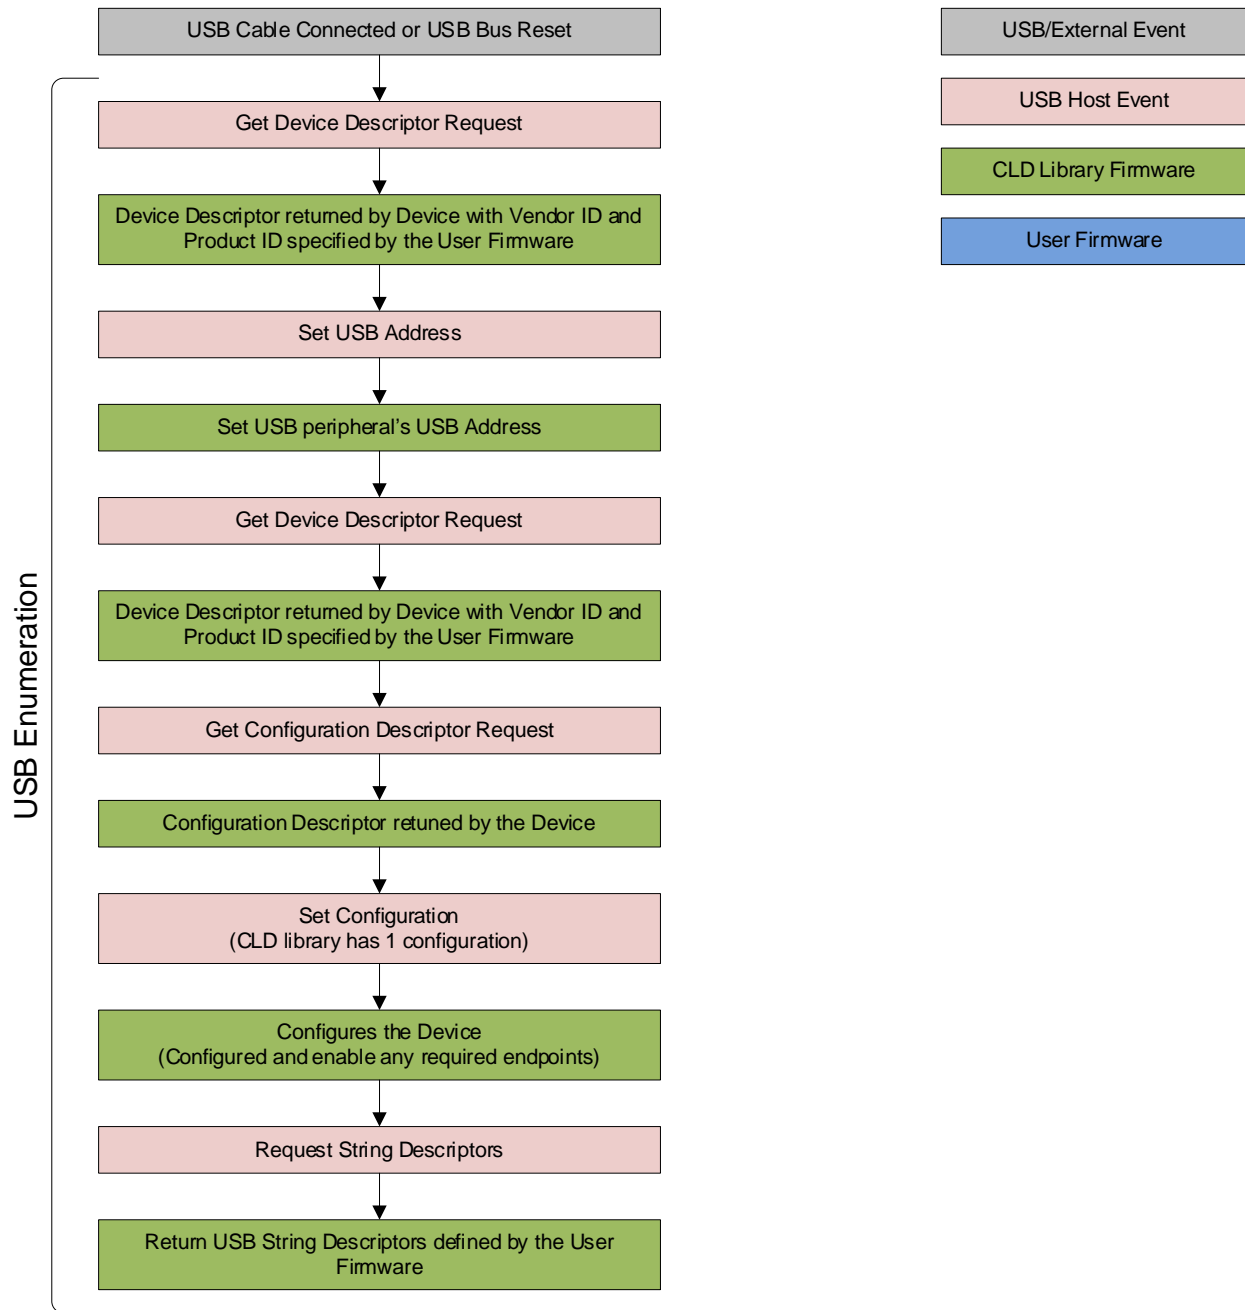 USB Cable Connected or USB Bus Reset
USB/External Event
USB Host Event
CLD Library Firmware
User Firmware
USB Enumeration
Get Device Descriptor Request
Device Descriptor returned by Device with Vendor ID and
Product ID specified by the User Firmware
Set USB Address
Set USB peripheral's USB Address
Get Device Descriptor Request
Device Descriptor returned by Device with Vendor ID and
Product ID specified by the User Firmware
Get Configuration Descriptor Request
Configuration Descriptor retuned by the Device
Set Configuration
(CLD library has 1 configuration)
Configures the Device
(Configured and enable any required endpoints)
Request String Descriptors
Return USB String Descriptors defined by the User
Firmware